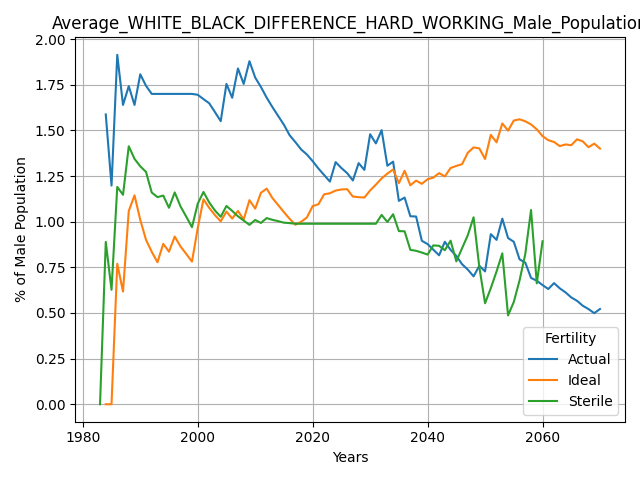 Average_WHITE_BLACK_DIFFERENCE_HARD_WORKING_Male_Population
2.00
1.75
1.50
1.25
1.00
0.75
0.50
0.25
0.00
% of Male Population
1980
2000
2020
2040
2060
Years
Fertility
Actual
Ideal
Sterile